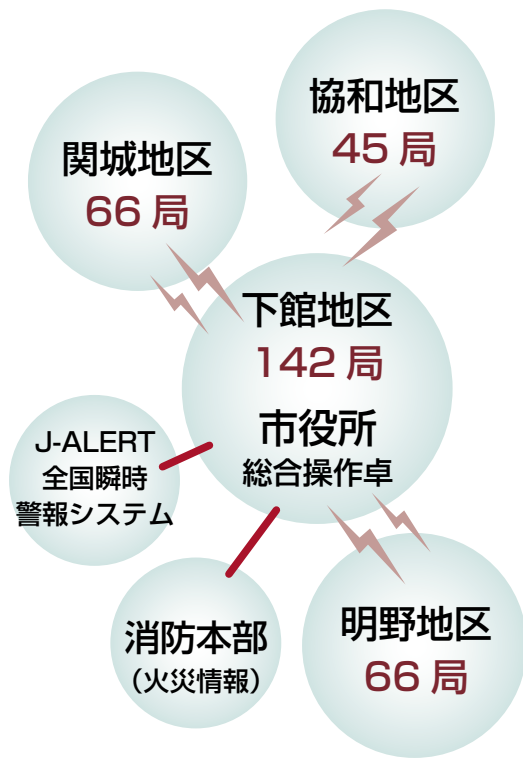 協和地区
45 局
関城地区
66 局
下館地区
142 局
市役所
総合操作卓
J-ALERT
全国瞬時
警報システム
消防本部
（火災情報）
明野地区
66 局